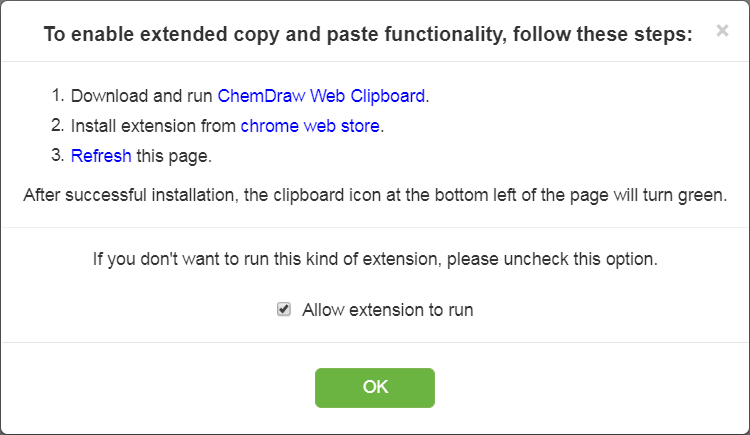 To enable extended copy and paste functionality, follow these steps:
×
1. Download and run ChemDraw Web Clipboard.
2. Install extension from chrome web store.
3. Refresh this page.
After successful installation, the clipboard icon at the bottom left of the page will turn green.
If you don't want to run this kind of extension, please uncheck this option.
Allow extension to run
OK